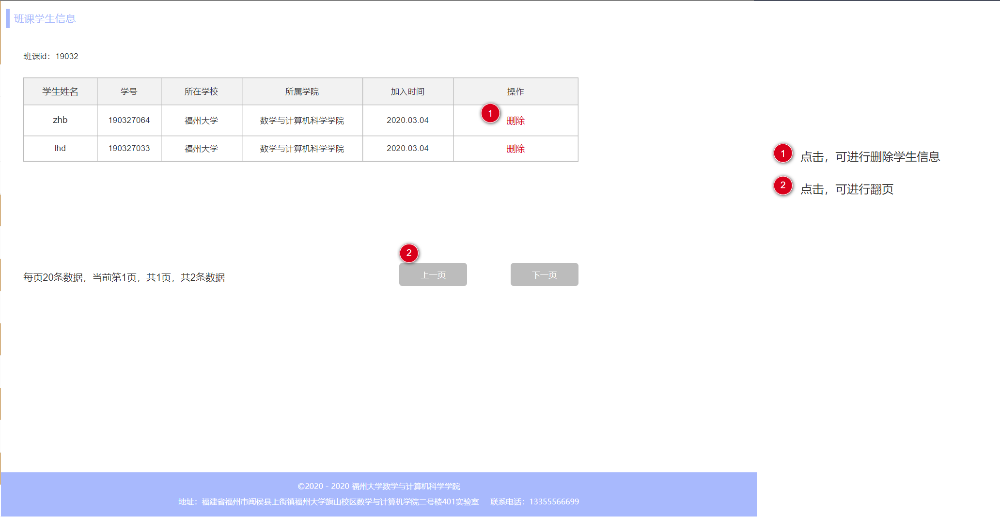 班课学生信息
班课id：19032
学生姓名 学号 所在学校 所属学院 加入时间 操作
zhb 190327064 福州大学 数学与计算机科学学院 2020.03.04 1 删除
lhd 190327033 福州大学 数学与计算机科学学院 2020.03.04 删除
1 点击，可进行删除学生信息
2 点击，可进行翻页
2
每页20条数据，当前第1页，共1页，共2条数据 上一页 下一页
©2020 - 2020 福州大学数学与计算机科学学院
地址：福建省福州市闽侯县上街镇福州大学旗山校区数学与计算机学院二号楼401实验室 联系电话：13355566699